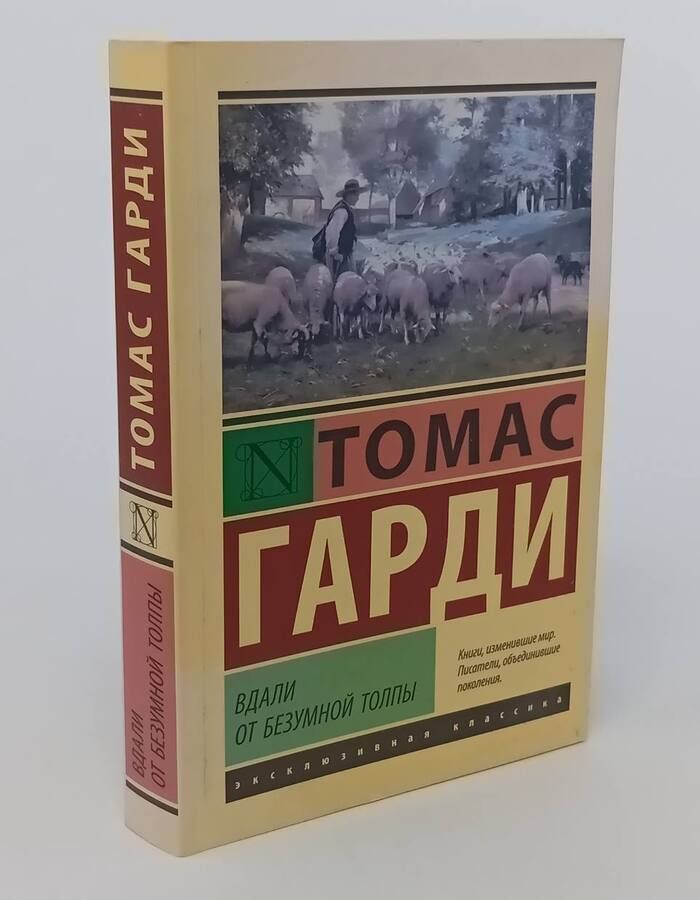 ТОМАС ГАРДИ
N
ВДАЛИ
ОТ БЕЗУМНОЙ ТОЛПЫ
N
ТОМАС
ГАРДИ
ВДАЛИ
ОТ БЕЗУМНОЙ ТОЛПЫ
Книги, изменившие мир.
Писатели, объединившие
поколения.
эксклюзивная классика